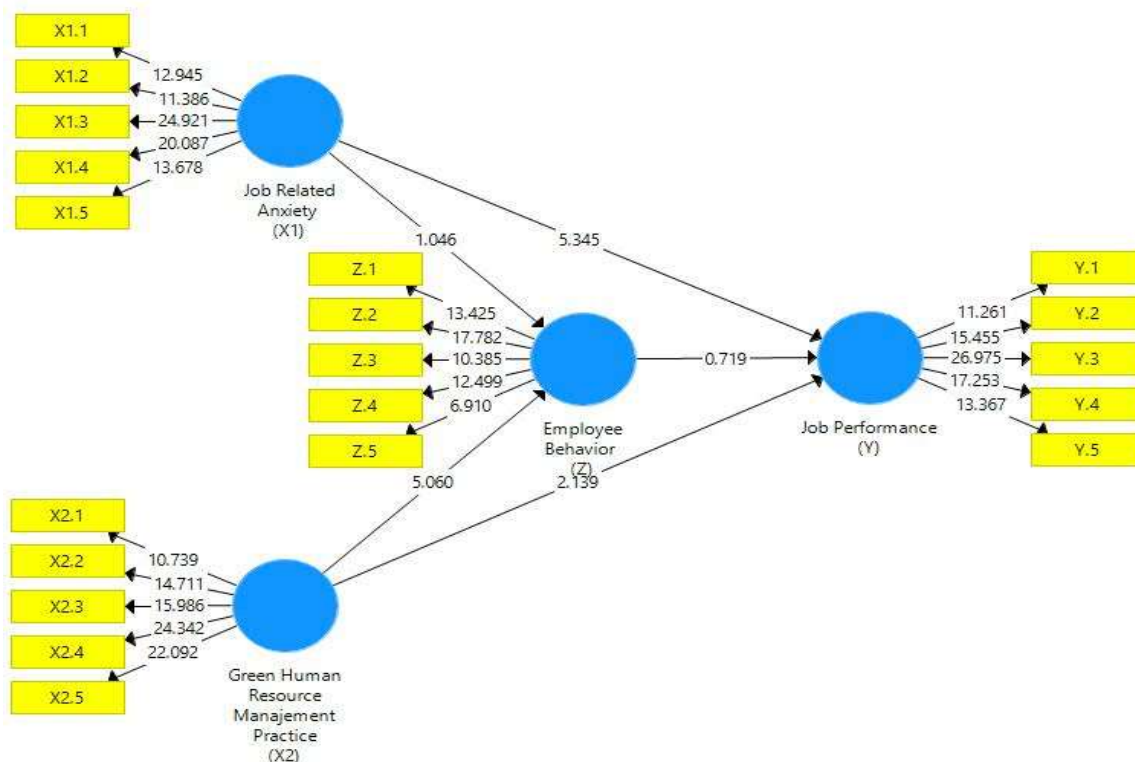 X1.1
12.945
X1.2
11.386
X1.3
24.921
X1.4
20.087
X1.5
13.678
Job Related
Anxiety
(X1)
1.046
5.345
Z.1
13.425
Z.2
17.782
Z.3
10.385
Z.4
12.499
Z.5
6.910
Employee
Behavior
(Z)
0.719
Y.1
11.261
Y.2
15.455
Y.3
26.975
Y.4
17.253
Y.5
13.367
Job Performance
(Y)
5.060
2.139
X2.1
10.739
X2.2
14.711
X2.3
15.986
X2.4
24.342
X2.5
22.092
Green Human
Resource
Manajement
Practice
(X2)